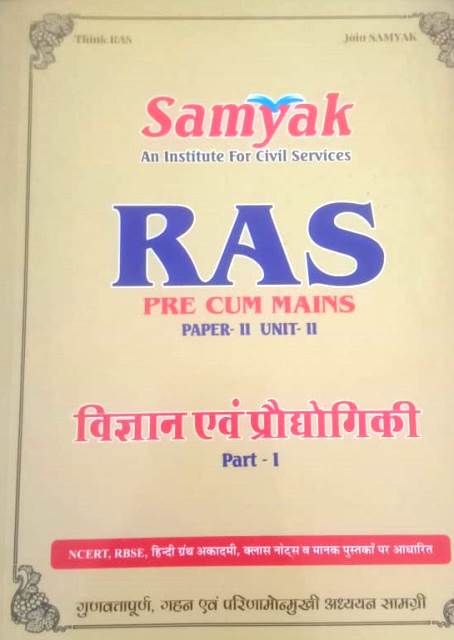 Think RAS
Join SAMYAK
Samyak
An Institute For Civil Services
RAS
PRE CUM MAINS
PAPER- II UNIT- II
विज्ञान एवं प्रौद्योगिकी
Part - I
NCERT, RBSE, हिन्दी ग्रंथ अकादमी, क्लास नोट्स व मानक पुस्तकों पर आधारित
गुणवत्तापूर्ण, गहन एवं परिणामोन्मुखी अध्ययन सामग्री